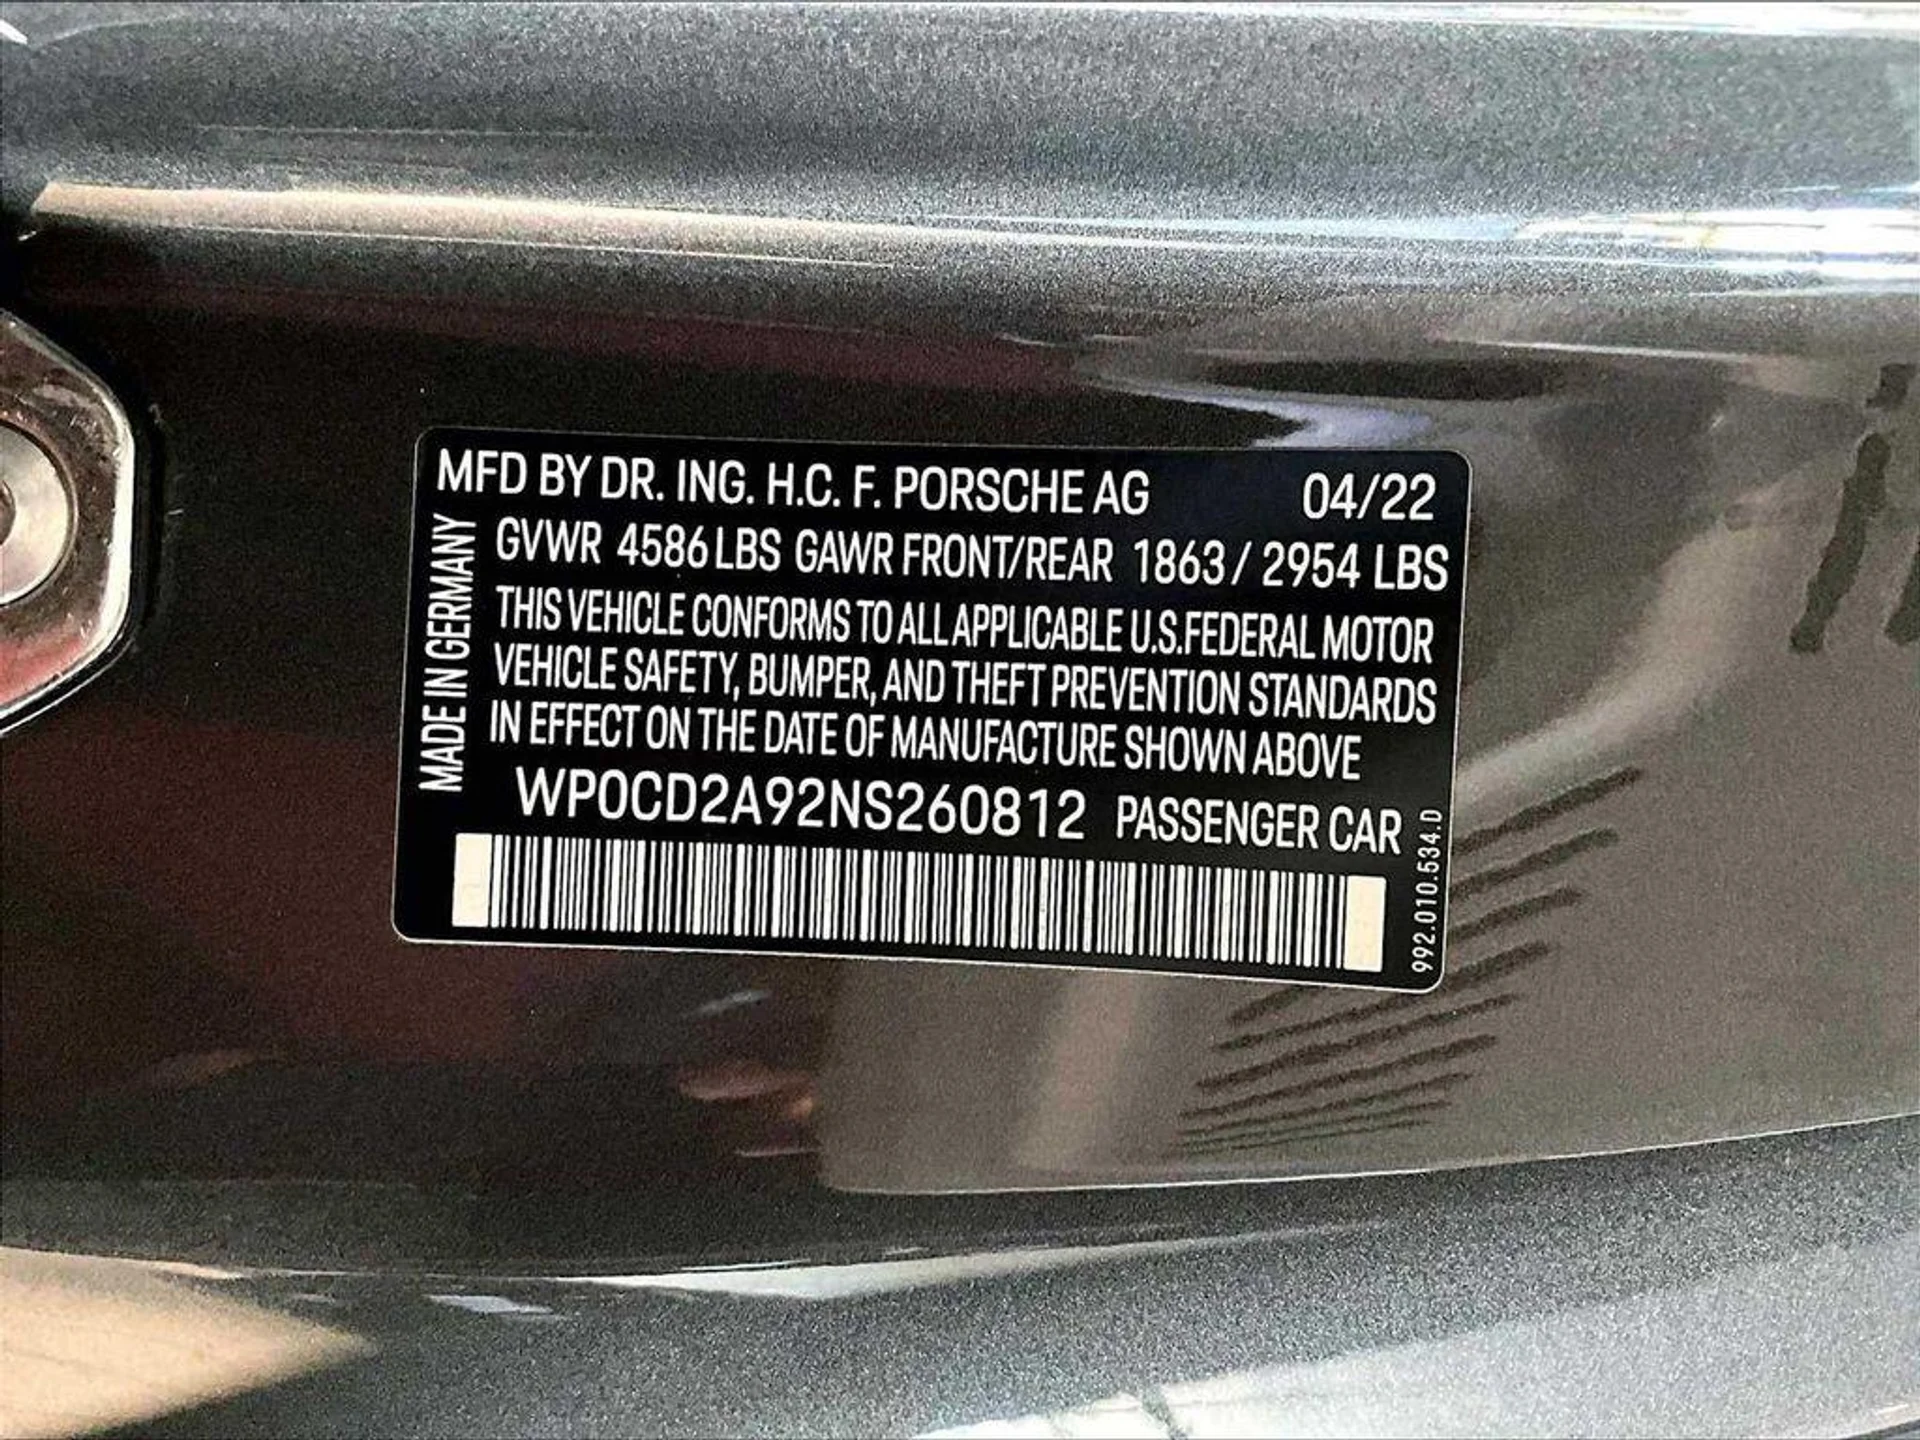 MFD BY DR. ING. H.C. F. PORSCHE AG 04/22
GVWR 4586 LBS GAWR FRONT/REAR 1863 / 2954 LBS
THIS VEHICLE CONFORMS TO ALL APPLICABLE U.S.FEDERAL MOTOR
VEHICLE SAFETY, BUMPER, AND THEFT PREVENTION STANDARDS
IN EFFECT ON THE DATE OF MANUFACTURE SHOWN ABOVE
WP0CD2A92NS260812 PASSENGER CAR
MADE IN GERMANY
992.010.534.D